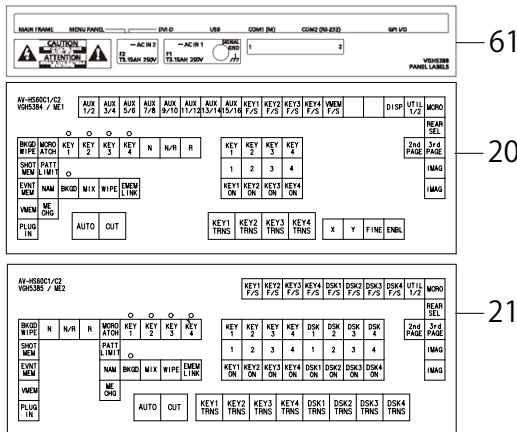 MAIN FRAME MENU PANEL DVI-D USB COM1 (M) COM2 (RS-232) GPI I/O
CAUTION
ATTENTION
~ AC IN 2
F2
T3.15AH 250V
~ AC IN 1
F1
T3.15AH 250V
SIGNAL
GND
1 2
VGH5388
PANEL LABELS
61
AV-HS60C1/C2
VGH5384 / ME1
AUX 1/2 AUX 3/4 AUX 5/6 AUX 7/8 AUX 9/10 AUX 11/12 AUX 13/14 AUX 15/16 KEY1 F/S KEY2 F/S KEY3 F/S KEY4 F/S VMEM F/S DISP UTIL 1/2 MCRO
REAR SEL
BKGD WIPE MCRO ATCH KEY 1 KEY 2 KEY 3 KEY 4 N N/R R KEY 1 KEY 2 KEY 3 KEY 4 2nd PAGE 3rd PAGE
SHOT MEM PATT LIMIT 1 2 3 4 IMAG
EVNT MEM NAM BKGD MIX WIPE EMEM LINK KEY1 ON KEY2 ON KEY3 ON KEY4 ON IMAG
VMEM ME CHG
PLUG IN AUTO CUT KEY1 TRNS KEY2 TRNS KEY3 TRNS KEY4 TRNS X Y FINE ENBL
20
AV-HS60C1/C2
VGH5385 / ME2
KEY1 F/S KEY2 F/S KEY3 F/S KEY4 F/S DSK1 F/S DSK2 F/S DSK3 F/S DSK4 F/S UTIL 1/2 MCRO
REAR SEL
BKGD WIPE N N/R R MCRO ATCH KEY 1 KEY 2 KEY 3 KEY 4 KEY 1 KEY 2 KEY 3 KEY 4 DSK 1 DSK 2 DSK 3 DSK 4 2nd PAGE 3rd PAGE
SHOT MEM PATT LIMIT 1 2 3 4 1 2 3 4 IMAG
EVNT MEM NAM BKGD MIX WIPE EMEM LINK KEY1 ON KEY2 ON KEY3 ON KEY4 ON DSK1 ON DSK2 ON DSK3 ON DSK4 ON IMAG
VMEM ME CHG
PLUG IN AUTO CUT KEY1 TRNS KEY2 TRNS KEY3 TRNS KEY4 TRNS DSK1 TRNS DSK2 TRNS DSK3 TRNS DSK4 TRNS
21